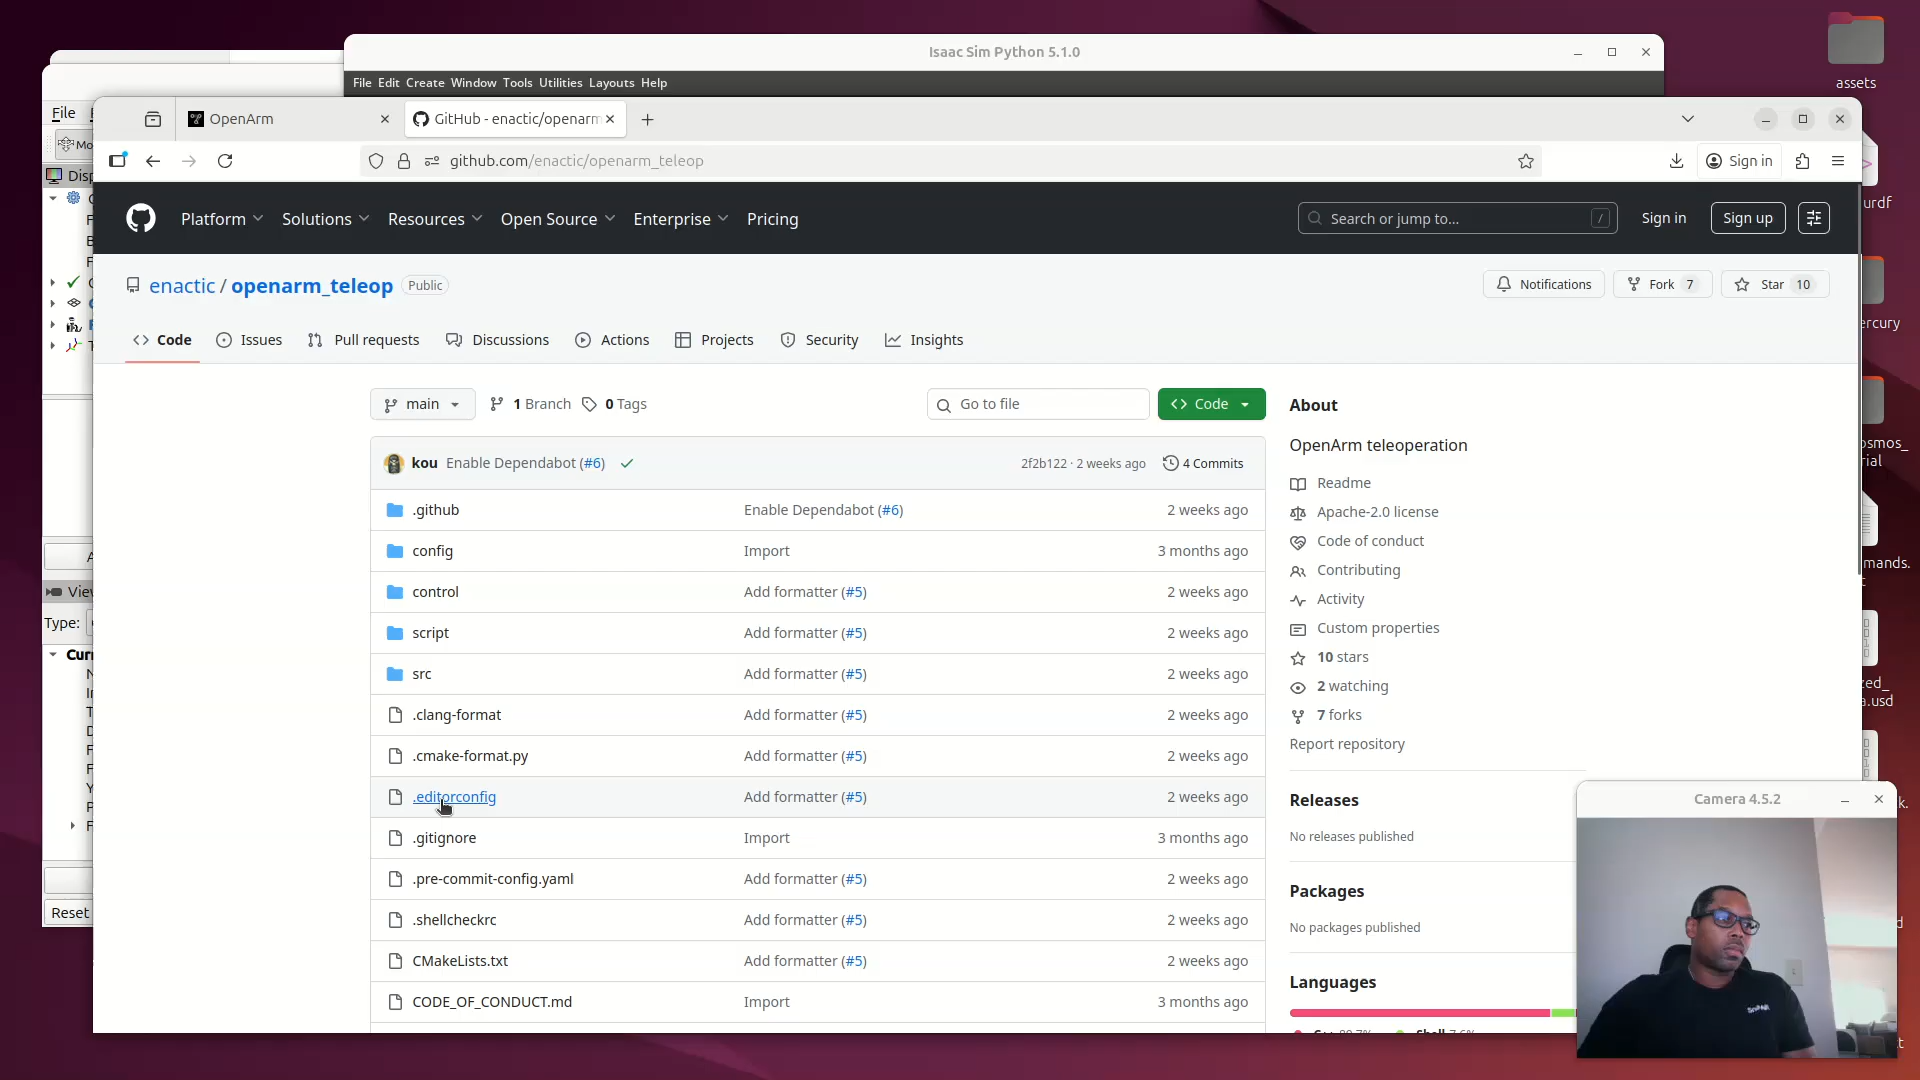 Isaac Sim Python 5.1.0
File Edit Create Window Tools Utilities Layouts Help
assets
File
OpenArm
GitHub - enactic/openarm
github.com/enactic/openarm_teleop
Sign in
Platform
Solutions
Resources
Open Source
Enterprise
Pricing
Search or jump to...
/
Sign in
Sign up
urdf
enactic / openarm_teleop
Public
Notifications
Fork 7
Star 10
Code
Issues
Pull requests
Discussions
Actions
Projects
Security
Insights
main
1 Branch
0 Tags
Go to file
Code
kou Enable Dependabot (#6)
2f2b122 · 2 weeks ago
4 Commits
.github
Enable Dependabot (#6)
2 weeks ago
config
Import
3 months ago
control
Add formatter (#5)
2 weeks ago
script
Add formatter (#5)
2 weeks ago
src
Add formatter (#5)
2 weeks ago
.clang-format
Add formatter (#5)
2 weeks ago
.cmake-format.py
Add formatter (#5)
2 weeks ago
.editorconfig
Add formatter (#5)
2 weeks ago
.gitignore
Import
3 months ago
.pre-commit-config.yaml
Add formatter (#5)
2 weeks ago
.shellcheckrc
Add formatter (#5)
2 weeks ago
CMakeLists.txt
Add formatter (#5)
2 weeks ago
CODE_OF_CONDUCT.md
Import
3 months ago
About
OpenArm teleoperation
Readme
Apache-2.0 license
Code of conduct
Contributing
Activity
Custom properties
10 stars
2 watching
7 forks
Report repository
Releases
No releases published
Packages
No packages published
Languages
Type:
Reset
Camera 4.5.2